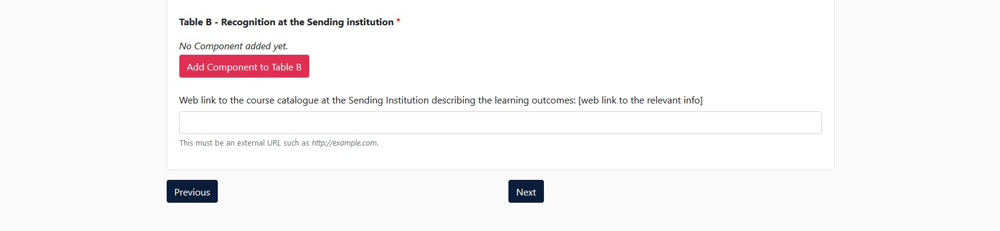 Table B - Recognition at the Sending institution *
No Component added yet.
Add Component to Table B
Web link to the course catalogue at the Sending Institution describing the learning outcomes: [web link to the relevant info]
This must be an external URL such as http://example.com.
Previous
Next